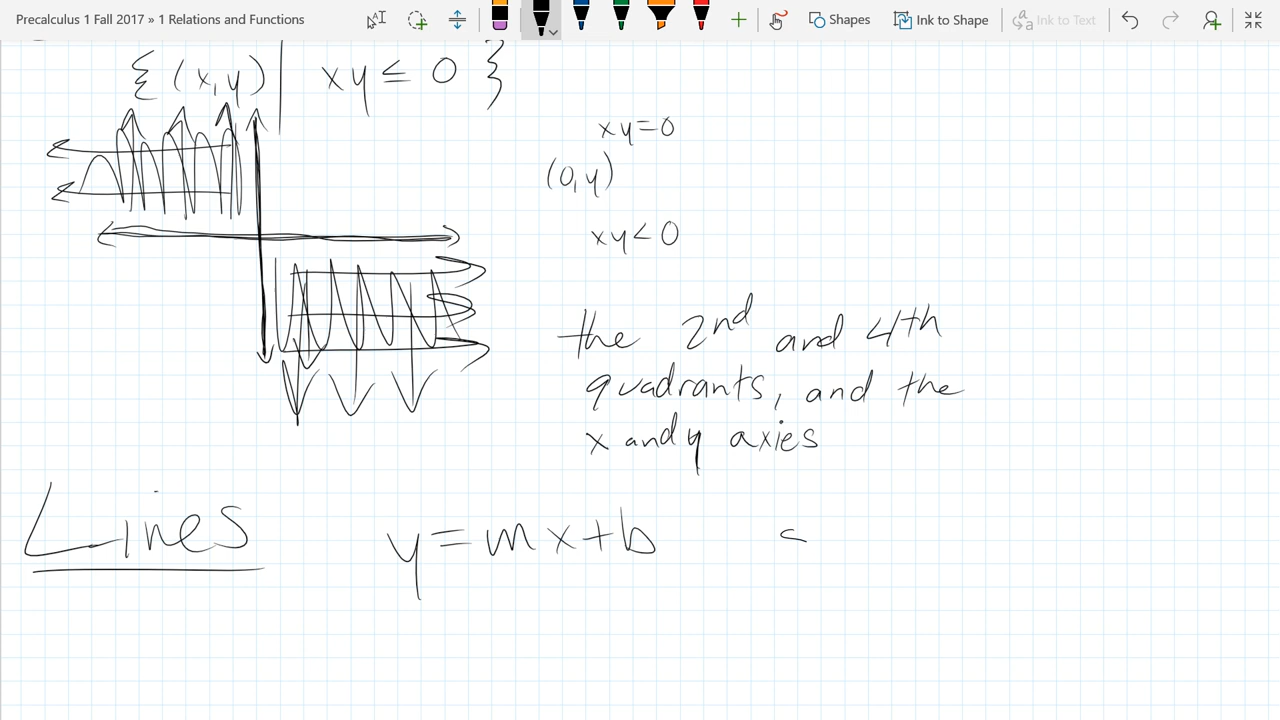 Precalculus 1 Fall 2017 » 1 Relations and Functions
Shapes
Ink to Shape
Ink to Text
{ (x,y) | xy ≤ 0 }
xy=0
(0,y)
xy<0
the 2nd and 4th
quadrants, and the
x and y axies
Lines
y=mx+b